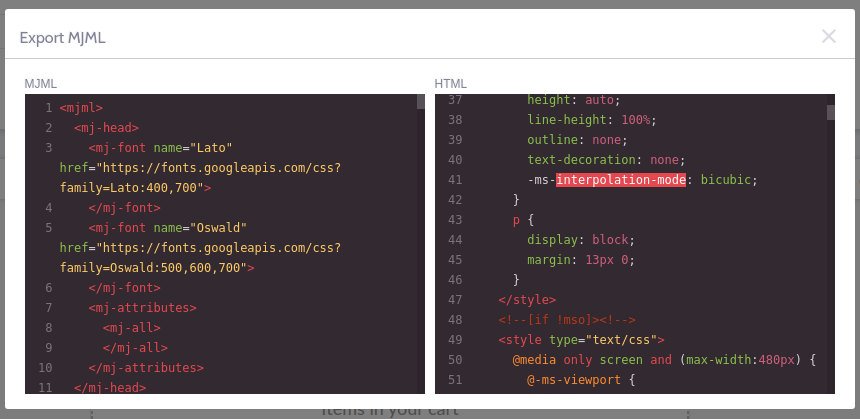 Export MJML
MJML
1 <mjml>
2 <mj-head>
3 <mj-font name="Lato"
href="https://fonts.googleapis.com/css?
family=Lato:400,700">
4 </mj-font>
5 <mj-font name="Oswald"
href="https://fonts.googleapis.com/css?
family=Oswald:500,600,700">
6 </mj-font>
7 <mj-attributes>
8 <mj-all>
9 </mj-all>
10 </mj-attributes>
11 </mj-head>
HTML
37 height: auto;
38 line-height: 100%;
39 outline: none;
40 text-decoration: none;
41 -ms-interpolation-mode: bicubic;
42 }
43 p {
44 display: block;
45 margin: 13px 0;
46 }
47 </style>
48 <!--[if !mso]><!-->
49 <style type="text/css">
50 @media only screen and (max-width:480px) {
51 @-ms-viewport {
items in your cart